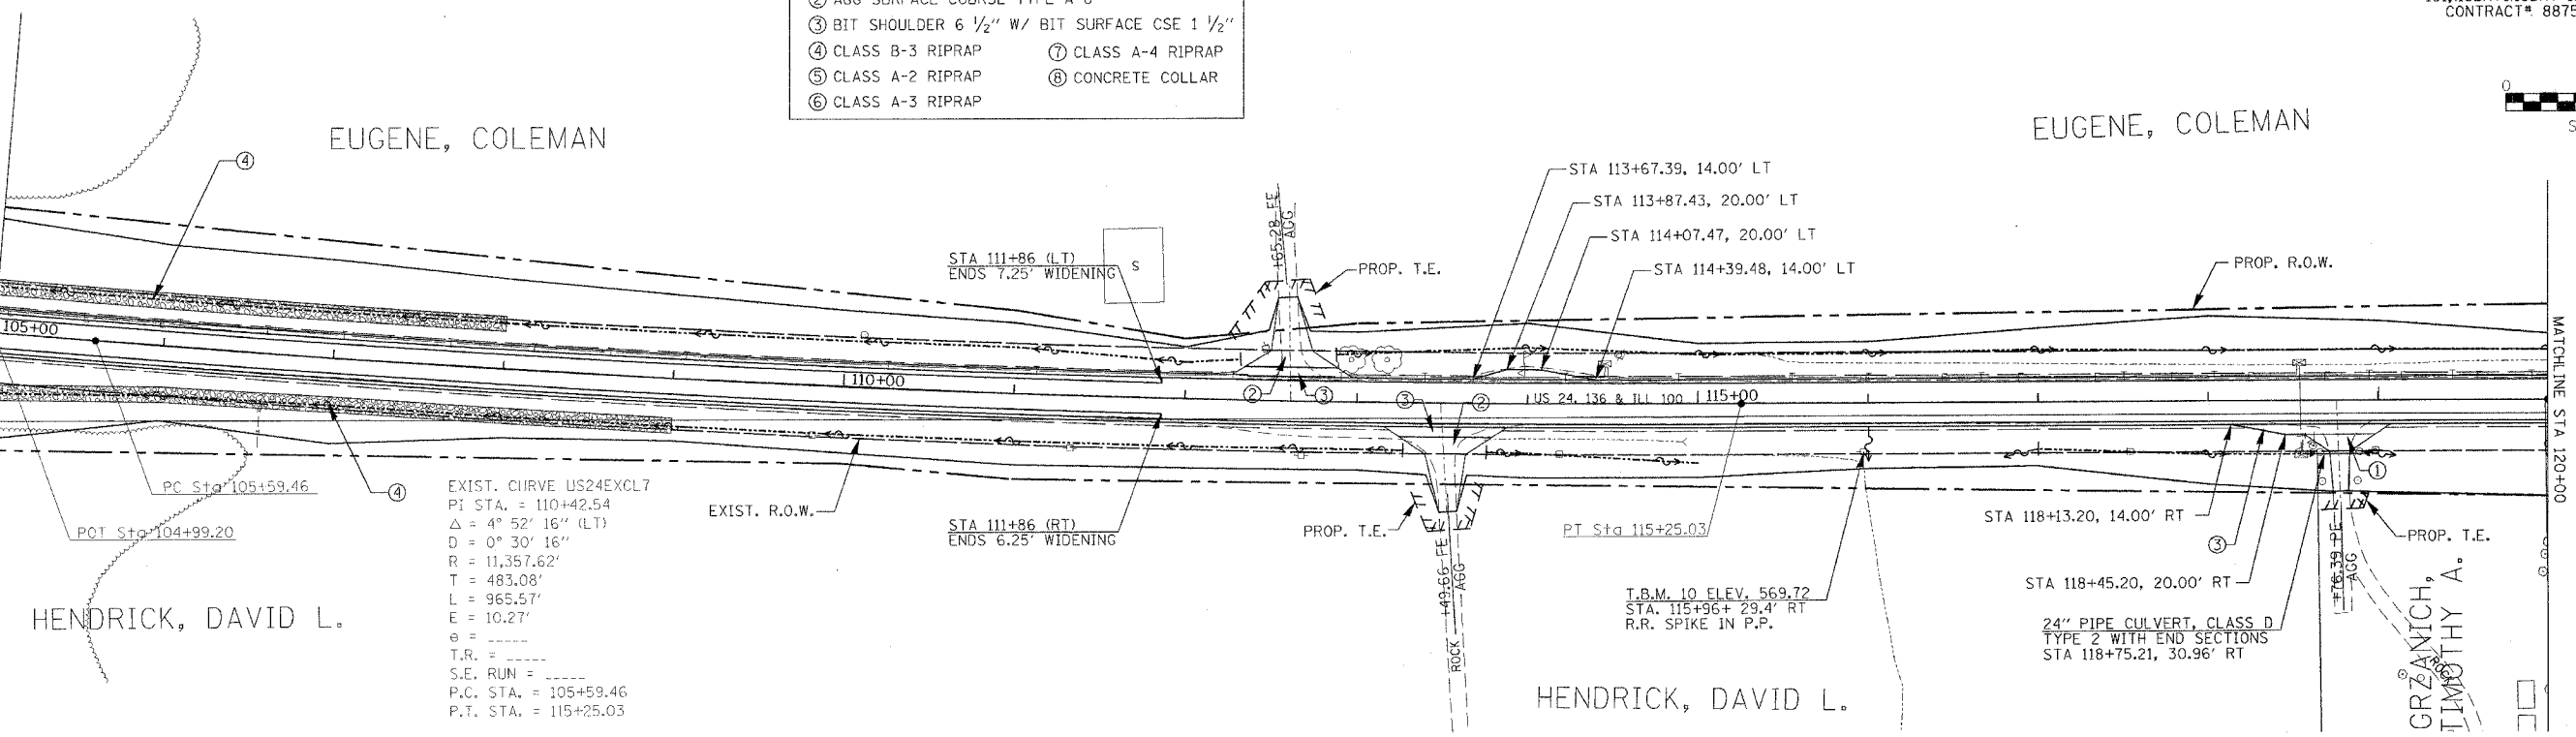 ③ BIT SHOULDER 6 1/2" W/ BIT SURFACE CSE 1 1/2"
④ CLASS B-3 RIPRAP
⑦ CLASS A-4 RIPRAP
⑤ CLASS A-2 RIPRAP
⑧ CONCRETE COLLAR
⑥ CLASS A-3 RIPRAP
CONTRACT# 8875
0
EUGENE, COLEMAN
EUGENE, COLEMAN
④
STA 113+67.39, 14.00' LT
STA 113+87.43, 20.00' LT
STA 114+07.47, 20.00' LT
STA 114+39.48, 14.00' LT
+65.28 FE
AGG
STA 111+86 (LT)
ENDS 7.25' WIDENING
S
PROP. T.E.
PROP. R.O.W.
MATCHLINE STA 120+00
105+00
110+00
②
③
③
②
US 24, 136 & ILL 100
115+00
①
PC Sta 105+59.46
④
POT Sta 104+99.20
EXIST. CURVE US24EXCL7
PI STA. = 110+42.54
Δ = 4° 52' 16" (LT)
D = 0° 30' 16"
R = 11,357.62'
T = 483.08'
L = 965.57'
E = 10.27'
e = _____
T.R. = _____
S.E. RUN = _____
P.C. STA. = 105+59.46
P.T. STA. = 115+25.03
EXIST. R.O.W.
STA 111+86 (RT)
ENDS 6.25' WIDENING
PROP. T.E.
+49.66 FE
AGG
ROCK
PT Sta 115+25.03
T.B.M. 10 ELEV. 569.72
STA. 115+96+ 29.4' RT
R.R. SPIKE IN P.P.
STA 118+13.20, 14.00' RT
③
STA 118+45.20, 20.00' RT
24" PIPE CULVERT, CLASS D
TYPE 2 WITH END SECTIONS
STA 118+75.21, 30.96' RT
+76.39 PE
AGG
PROP. T.E.
ROCK
HENDRICK, DAVID L.
HENDRICK, DAVID L.
GRZANICH,
TIMOTHY A.